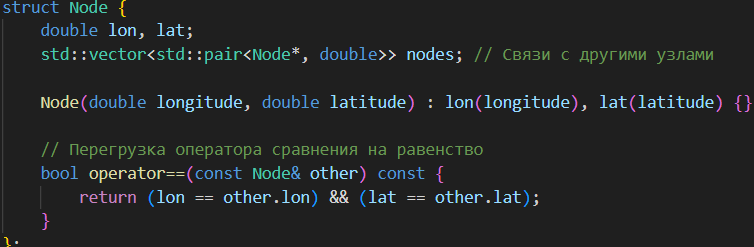 struct Node {
    double lon, lat;
    std::vector<std::pair<Node*, double>> nodes; // Связи с другими узлами

    Node(double longitude, double latitude) : lon(longitude), lat(latitude) {}

    // Перегрузка оператора сравнения на равенство
    bool operator==(const Node& other) const {
        return (lon == other.lon) && (lat == other.lat);
    }
};